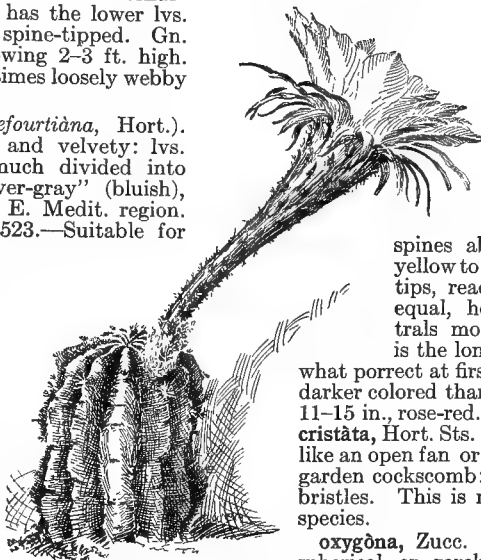 has the lower lvs.
spine-tipped. Gn.
wing 2–3 ft. high.
imes loosely webby
efourtiàna, Hort.).
and velvety: lvs.
much divided into
ver-gray” (bluish),
E. Medit. region.
523.—Suitable for
spines al
yellow to
tips, reac
equal, he
trals mo
is the lon
what porrect at firs
darker colored than
11–15 in., rose-red.
cristàta, Hort. Sts.
like an open fan or
garden cockscomb:
bristles. This is n
species.
oxygòna, Zucc.